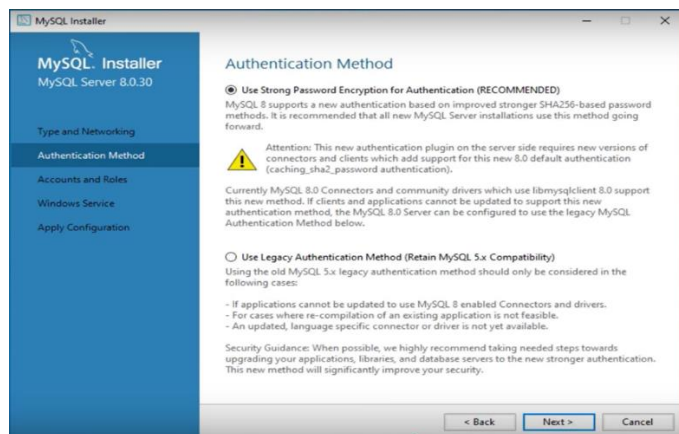 MySQL Installer
MySQL. Installer
MySQL Server 8.0.30
Type and Networking
Authentication Method
Accounts and Roles
Windows Service
Apply Configuration
Authentication Method
Use Strong Password Encryption for Authentication (RECOMMENDED)
MySQL 8 supports a new authentication based on improved stronger SHA256-based password
methods. It is recommended that all new MySQL Server installations use this method going
forward.
Attention: This new authentication plugin on the server side requires new versions of
connectors and clients which add support for this new 8.0 default authentication
(caching_sha2_password authentication).
Currently MySQL 8.0 Connectors and community drivers which use libmysqlclient 8.0 support
this new method. If clients and applications cannot be updated to support this new
authentication method, the MySQL 8.0 Server can be configured to use the legacy MySQL
Authentication Method below.
Use Legacy Authentication Method (Retain MySQL 5.x Compatibility)
Using the old MySQL 5.x legacy authentication method should only be considered in the
following cases:
- If applications cannot be updated to use MySQL 8 enabled Connectors and drivers.
- For cases where re-compilation of an existing application is not feasible.
- An updated, language specific connector or driver is not yet available.
Security Guidance: When possible, we highly recommend taking needed steps towards
upgrading your applications, libraries, and database servers to the new stronger authentication.
This new method will significantly improve your security.
< Back
Next >
Cancel